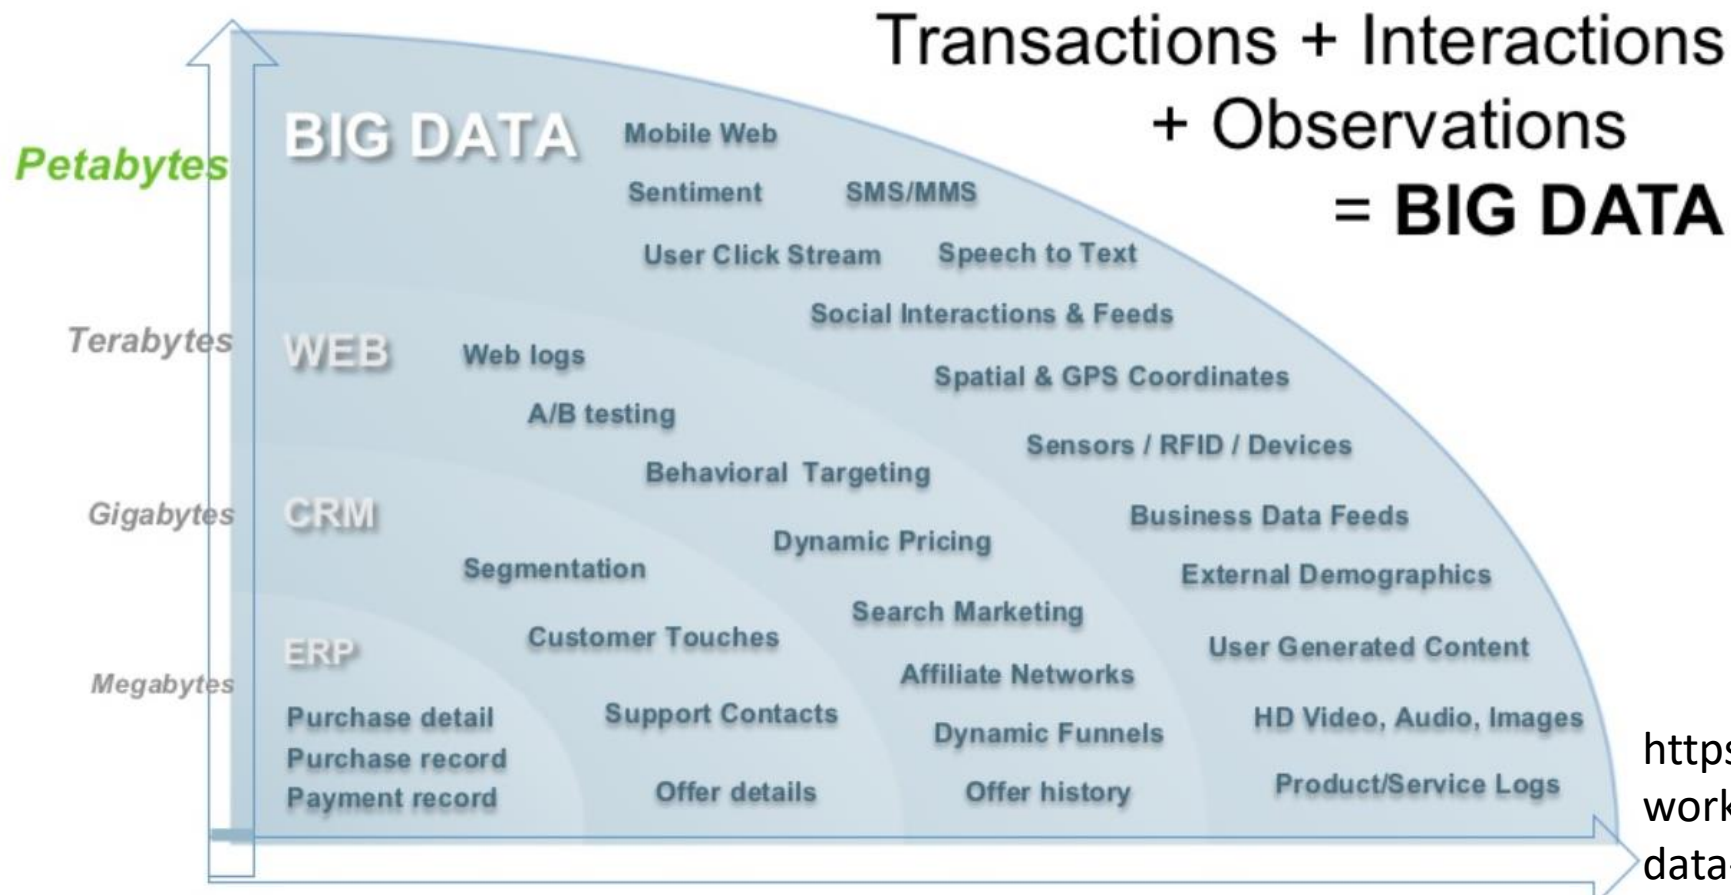 Transactions + Interactions
+ Observations
= BIG DATA
Petabytes
BIG DATA
Mobile Web
Sentiment
SMS/MMS
User Click Stream
Speech to Text
Social Interactions & Feeds
Terabytes
WEB
Web logs
Spatial & GPS Coordinates
A/B testing
Sensors / RFID / Devices
Behavioral Targeting
Gigabytes
CRM
Business Data Feeds
Dynamic Pricing
Segmentation
External Demographics
Search Marketing
Customer Touches
ERP
User Generated Content
Affiliate Networks
Megabytes
Purchase detail
Support Contacts
HD Video, Audio, Images
Dynamic Funnels
Purchase record
Payment record
Offer details
Offer history
Product/Service Logs
https
work
data-